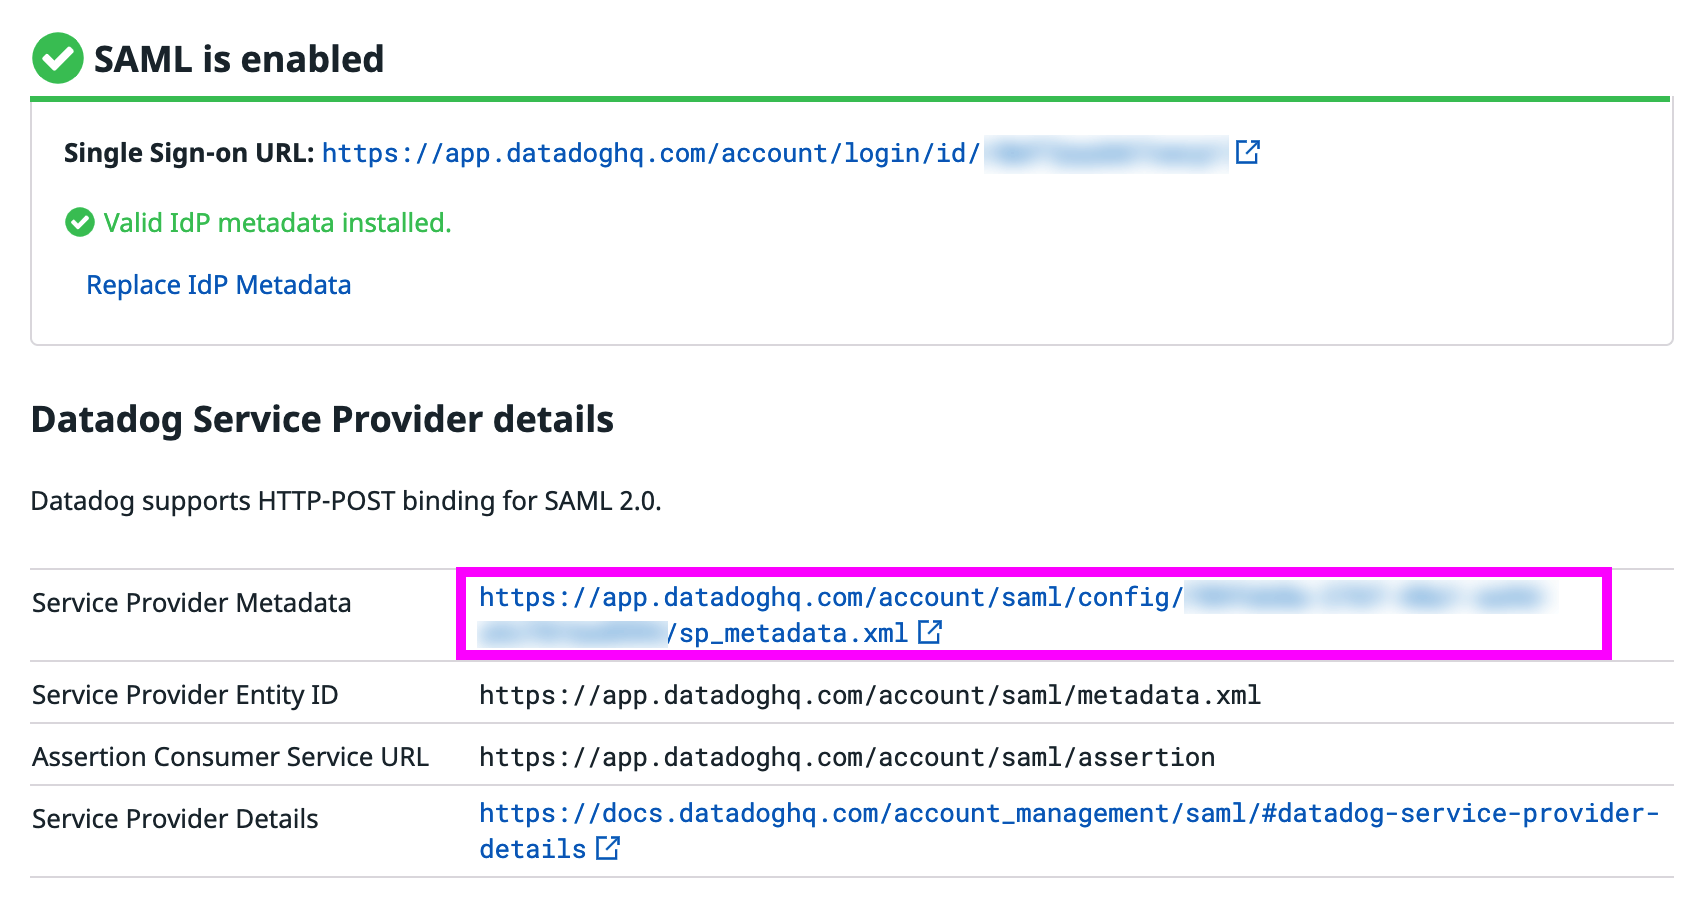 SAML is enabled
Single Sign-on URL: https://app.datadoghq.com/account/login/id/
Valid IdP metadata installed.
Replace IdP Metadata
Datadog Service Provider details
Datadog supports HTTP-POST binding for SAML 2.0.
Service Provider Metadata https://app.datadoghq.com/account/saml/config/
/sp_metadata.xml
Service Provider Entity ID https://app.datadoghq.com/account/saml/metadata.xml
Assertion Consumer Service URL https://app.datadoghq.com/account/saml/assertion
Service Provider Details https://docs.datadoghq.com/account_management/saml/#datadog-service-provider-
details